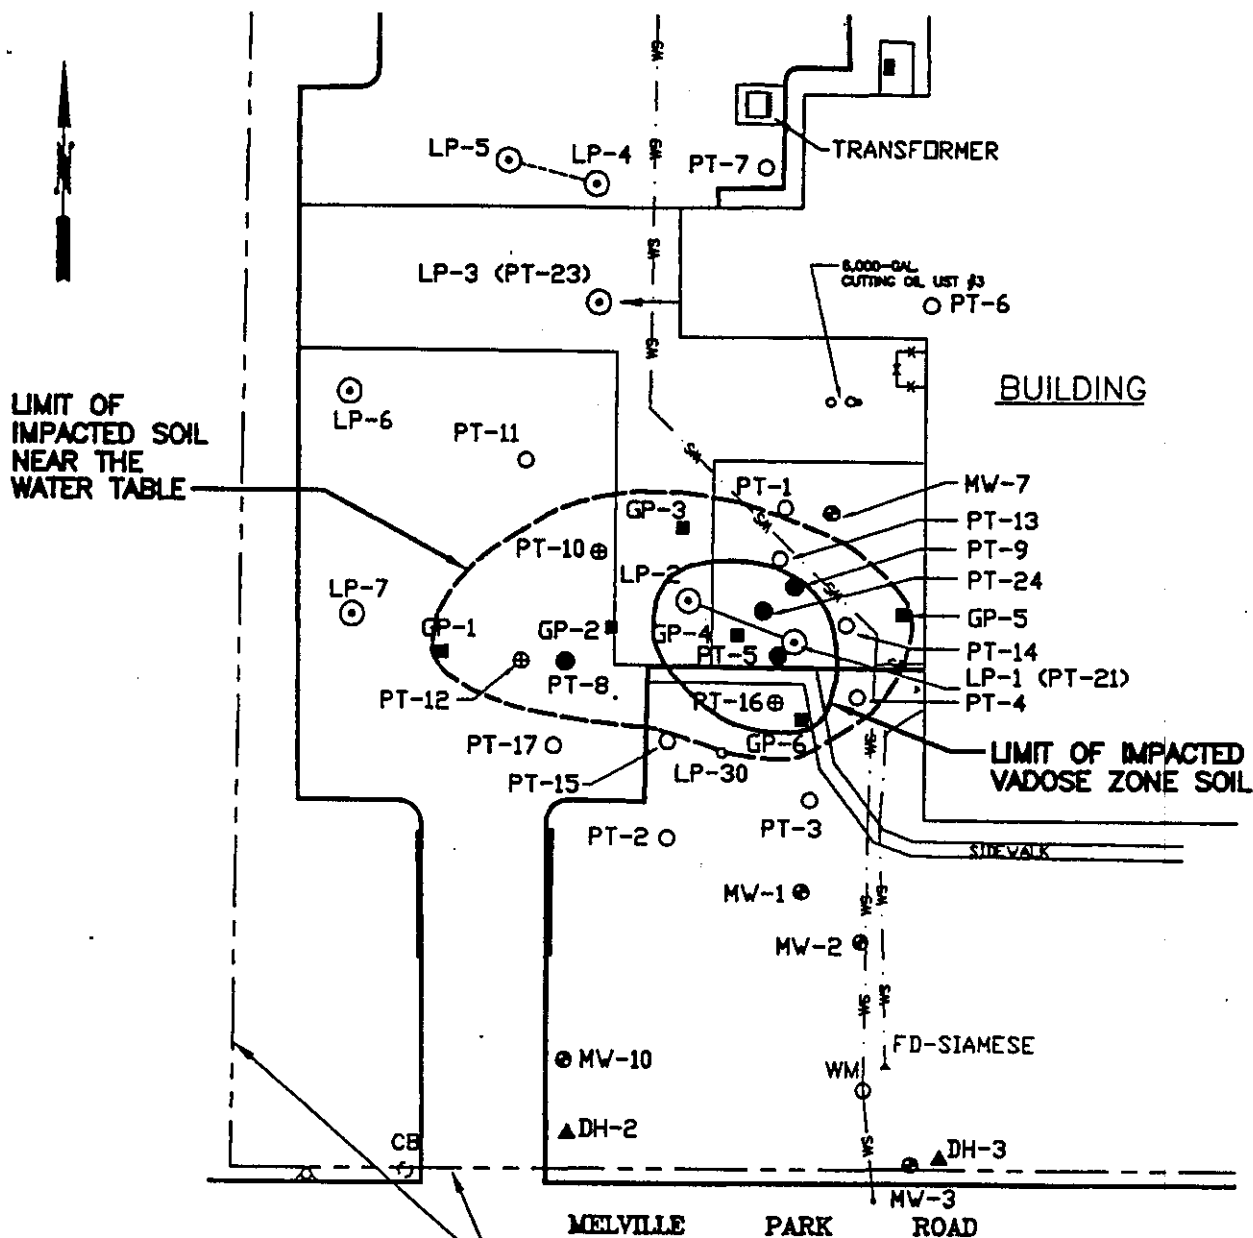 LP-5
LP-4
PT-7
TRANSFORMER
LP-3 (PT-23)
6,000-GAL
CUTTING OIL UST #3
PT-6
BUILDING
LIMIT OF
IMPACTED SOIL
NEAR THE
WATER TABLE
LP-6
PT-11
PT-1
MW-7
GP-3
PT-13
PT-10
PT-9
LP-2
PT-24
LP-7
GP-5
GP-1
GP-2
GP-4
PT-14
PT-5
LP-1 (PT-21)
PT-12
PT-8
PT-16
PT-4
PT-17
GP-6
LIMIT OF IMPACTED
VADOSE ZONE SOIL
PT-15
LP-30
PT-2
PT-3
SIDEWALK
MW-1
MW-2
FD-SIAMESE
MW-10
WM
DH-2
CB
DH-3
MW-3
MELVILLE PARK ROAD